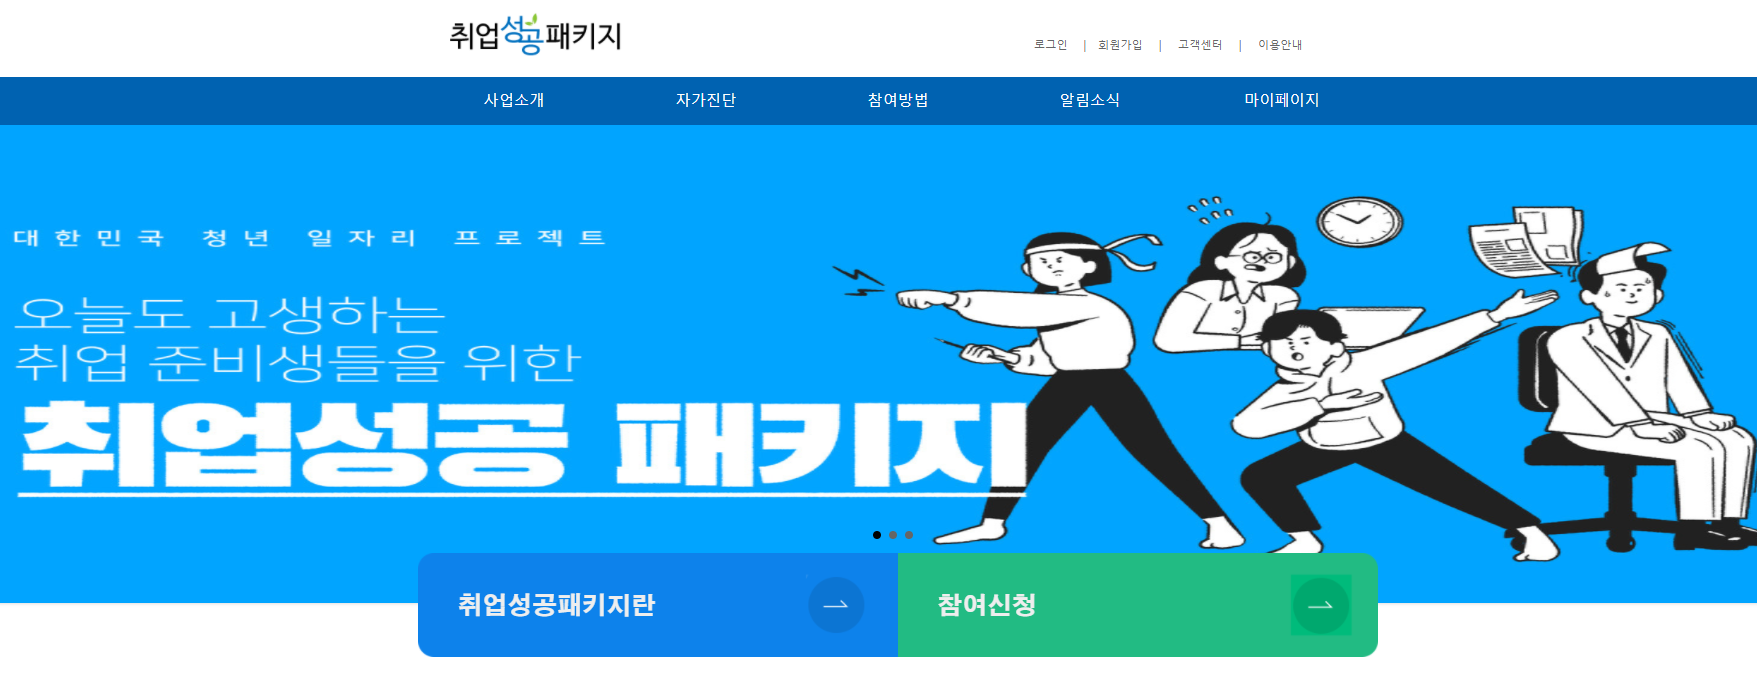 취업성공패키지
로그인 | 회원가입 | 고객센터 | 이용안내
사업소개 자가진단 참여방법 알림소식 마이페이지
대한민국 청년 일자리 프로젝트
오늘도 고생하는
취업 준비생들을 위한
취업성공 패키지
취업성공패키지란
참여신청